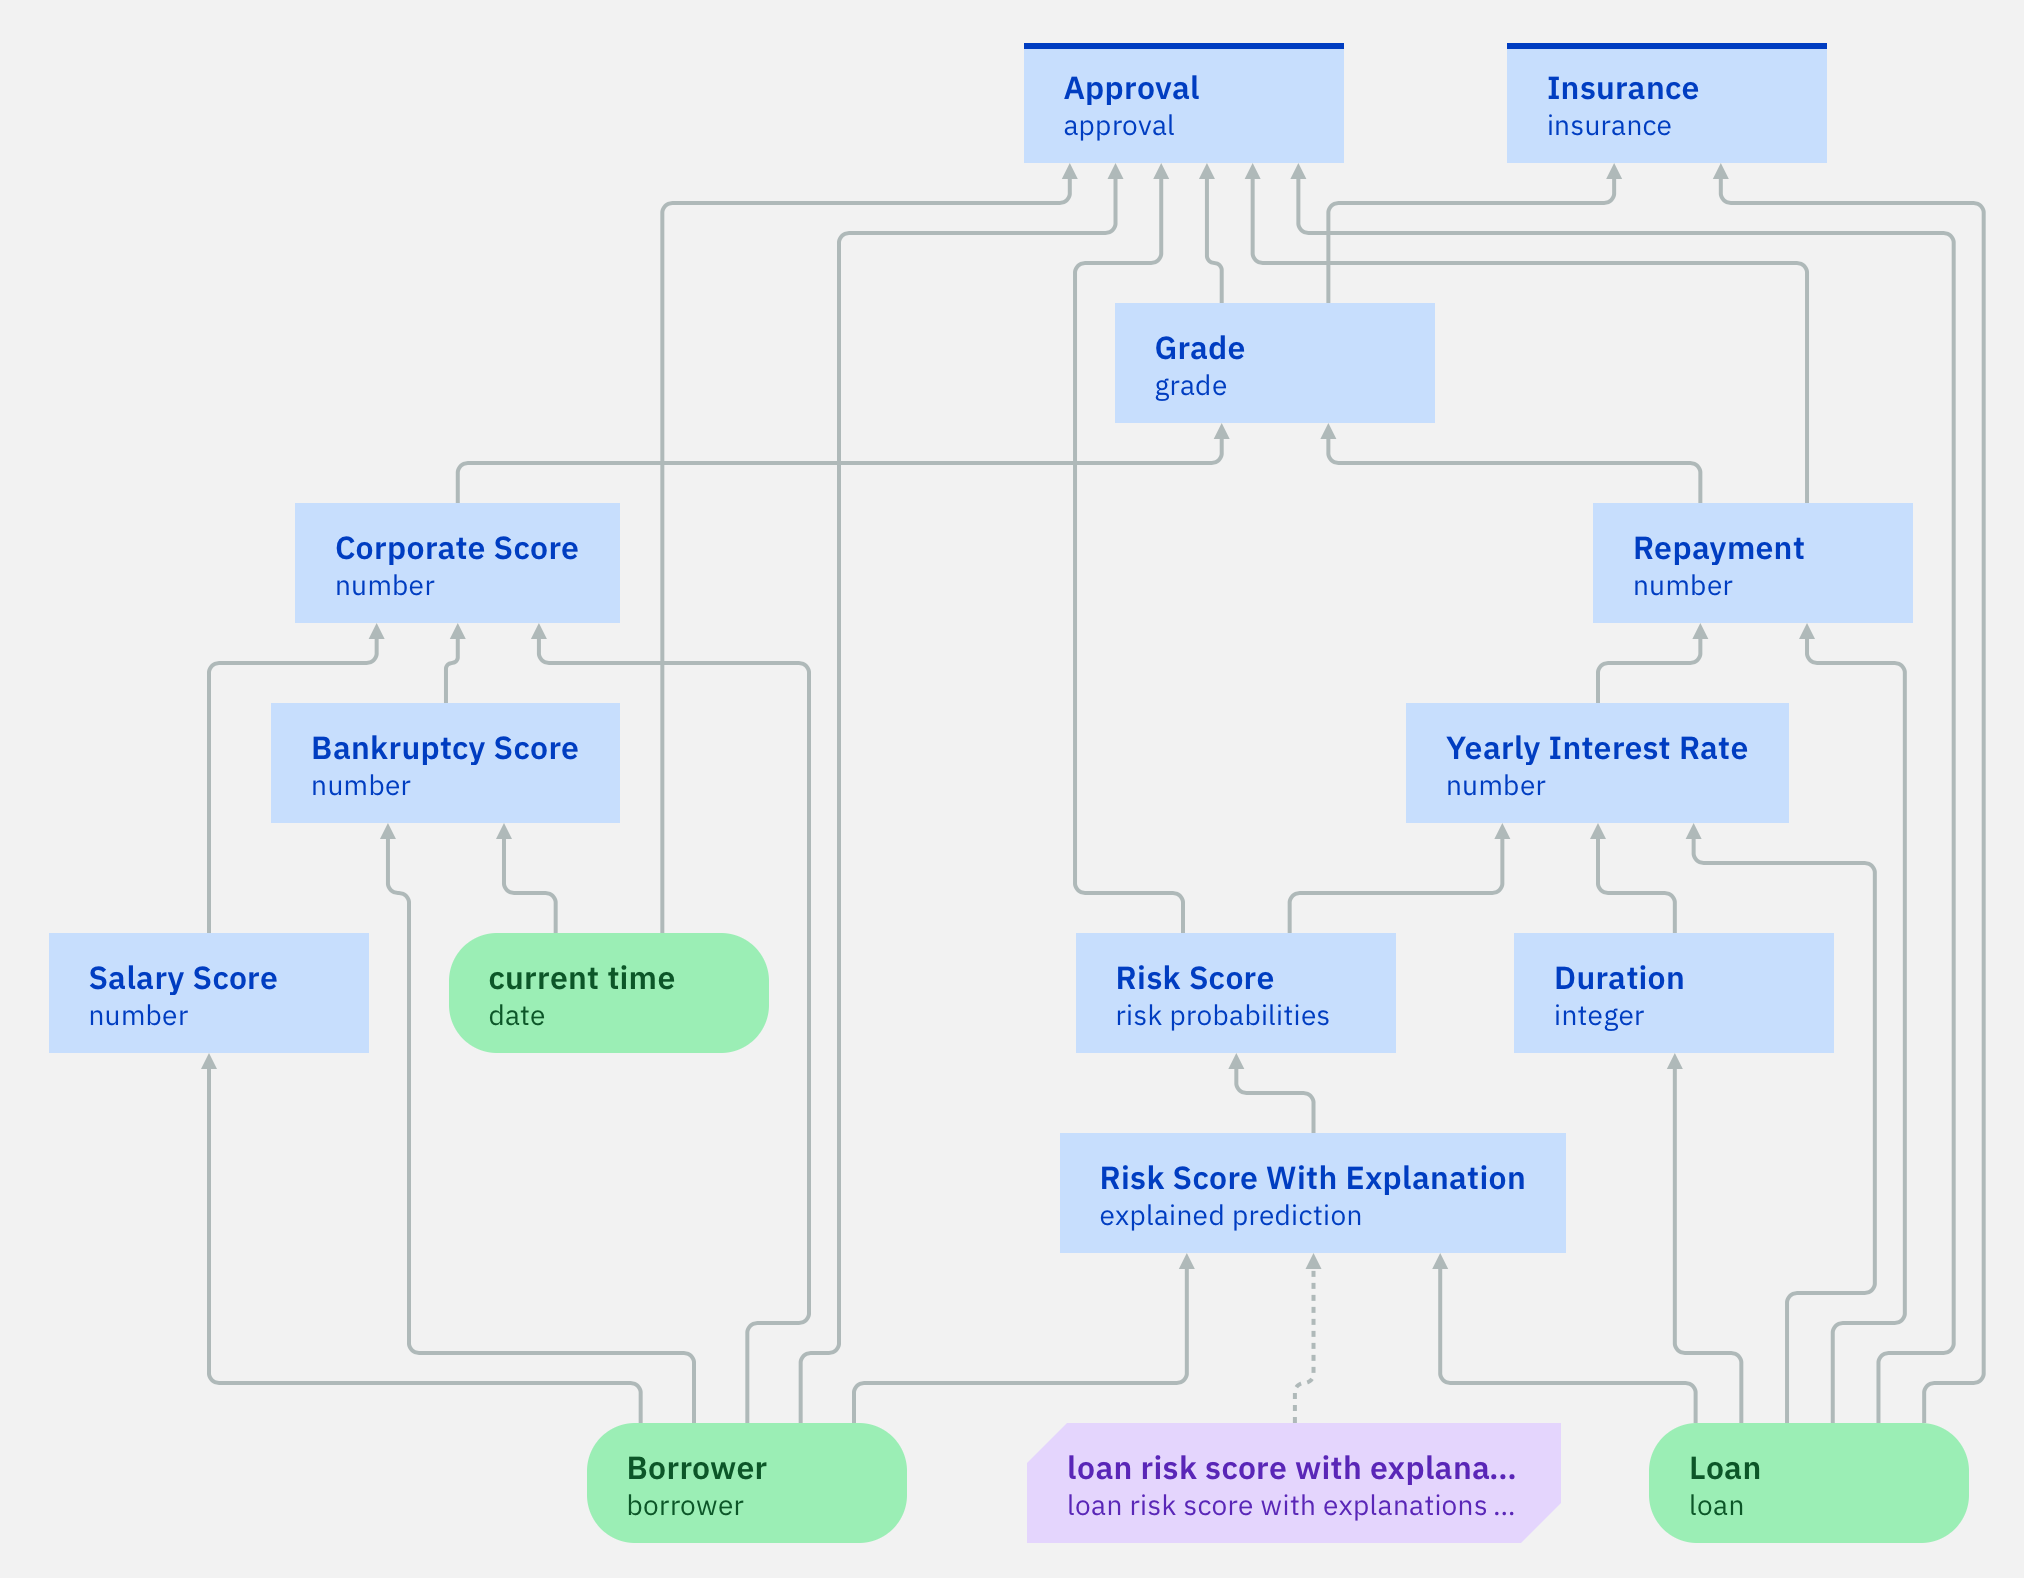 Approval
approval
Insurance
insurance
Grade
grade
Corporate Score
number
Repayment
number
Bankruptcy Score
number
Yearly Interest Rate
number
Salary Score
number
current time
date
Risk Score
risk probabilities
Duration
integer
Risk Score With Explanation
explained prediction
Borrower
borrower
loan risk score with explana...
loan risk score with explanations ...
Loan
loan